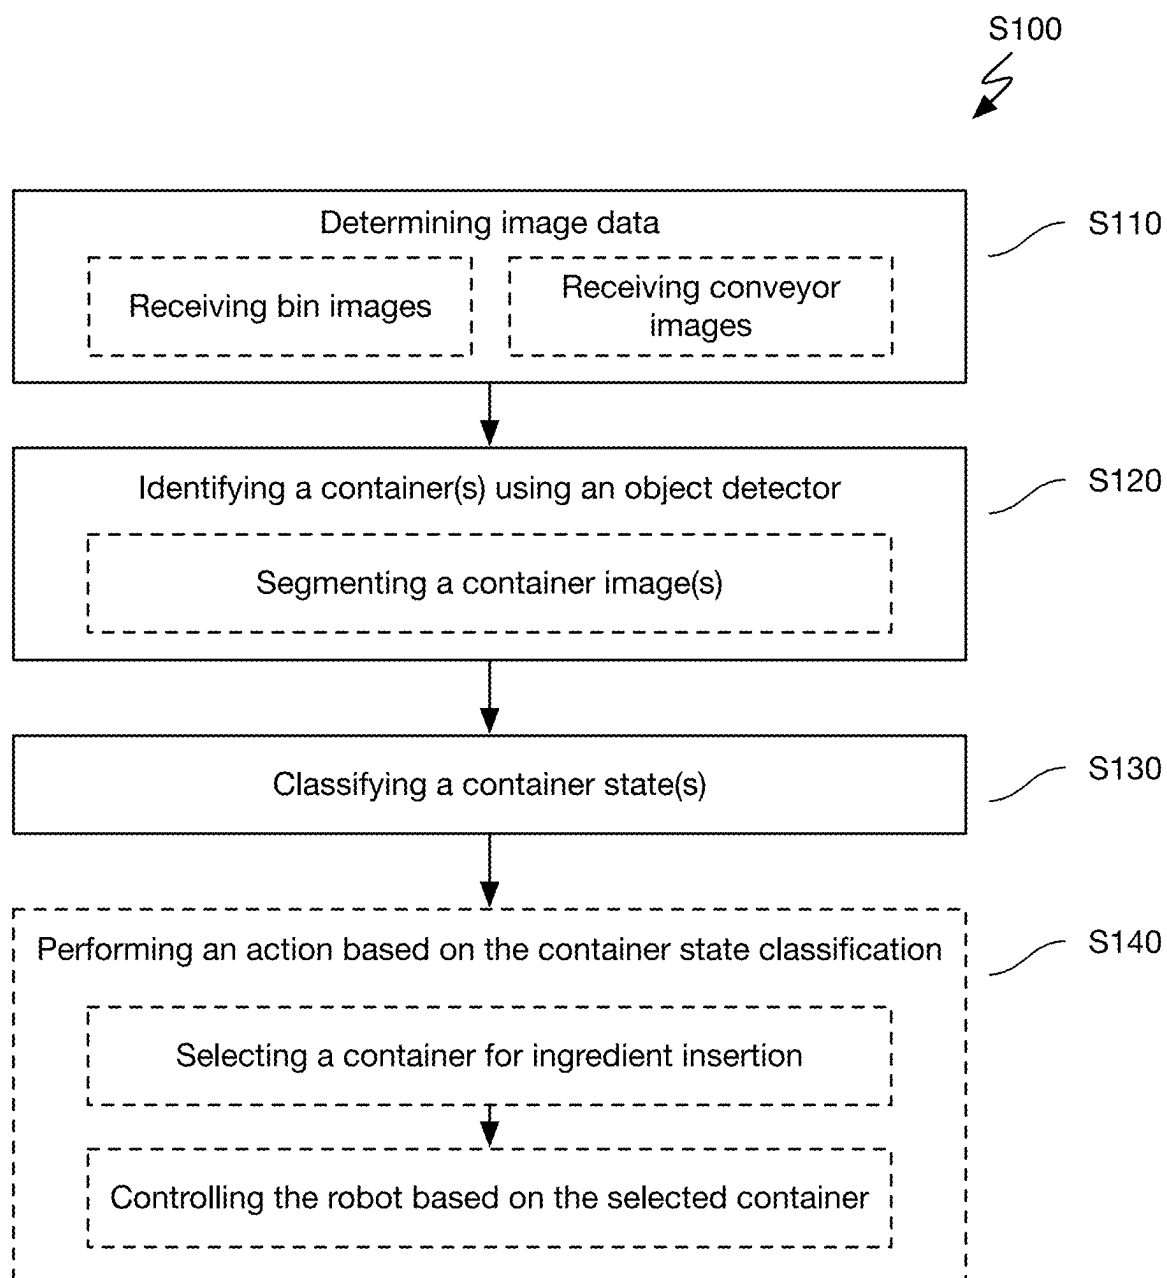 S100
Determining image data
S110
Receiving bin images
Receiving conveyor
images
Identifying a container(s) using an object detector
S120
Segmenting a container image(s)
Classifying a container state(s)
S130
Performing an action based on the container state classification
S140
Selecting a container for ingredient insertion
Controlling the robot based on the selected container